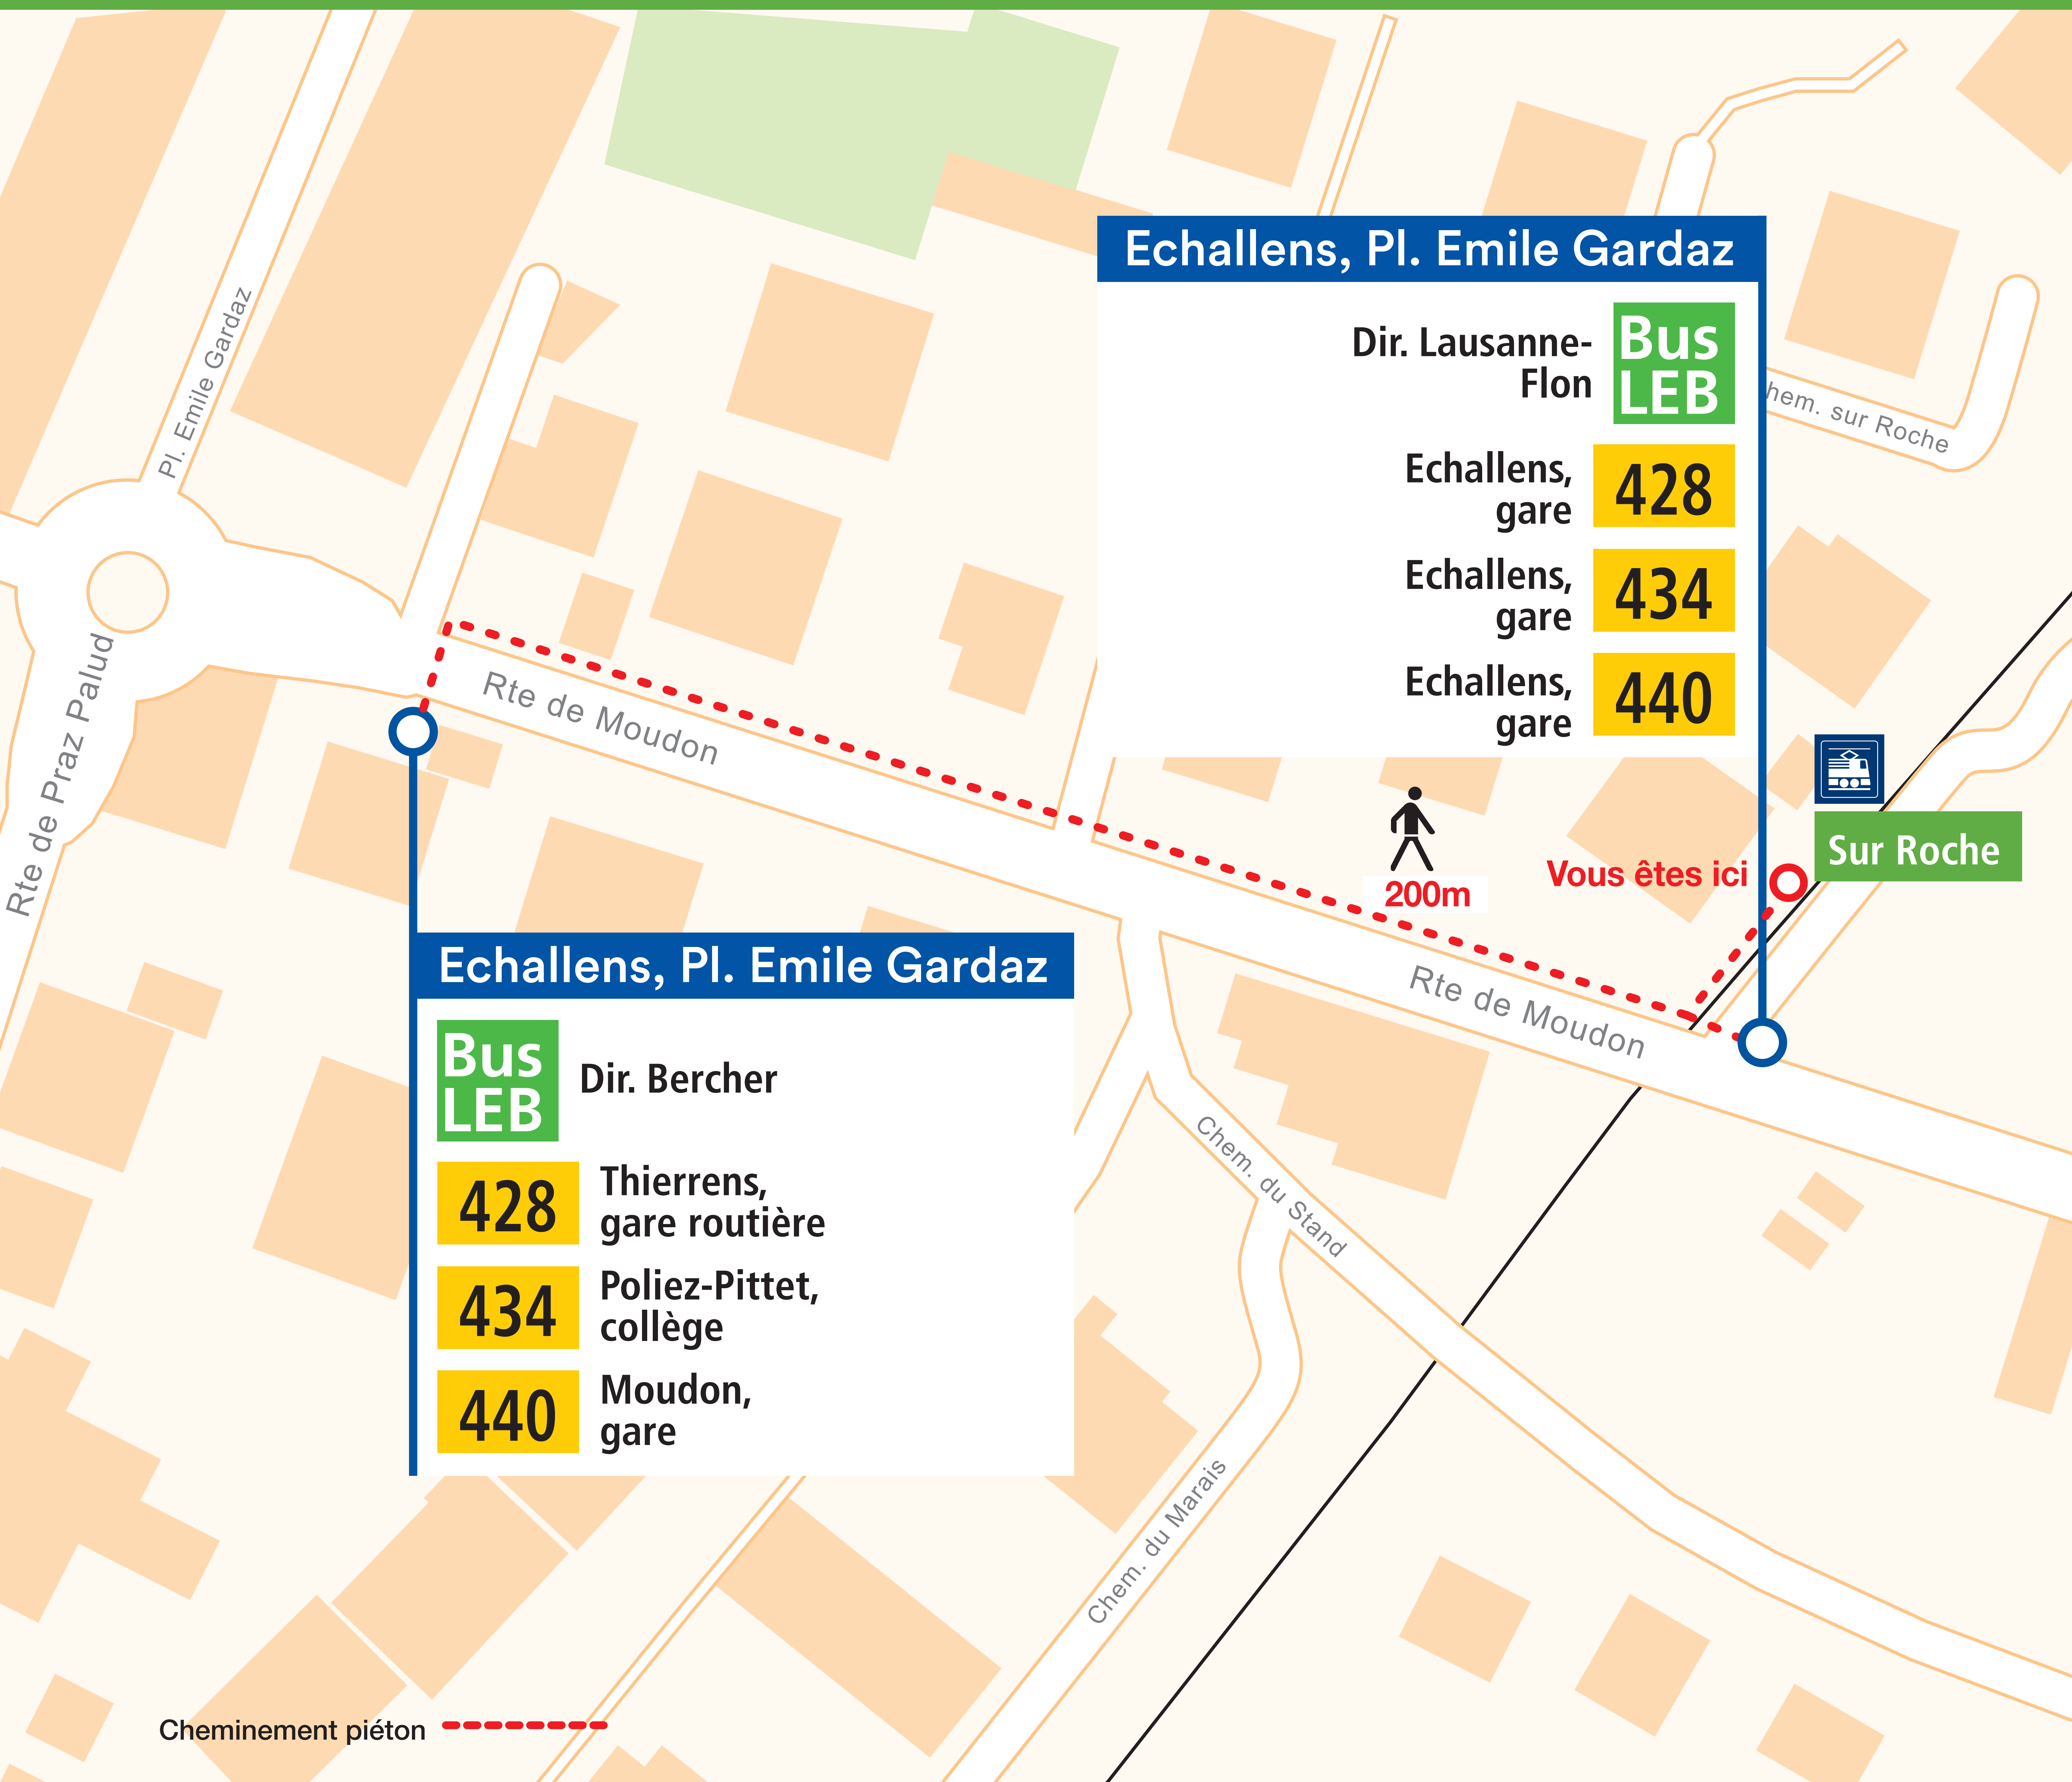 Echallens, Pl. Emile Gardaz
Dir. Lausanne-
Flon
Bus
LEB
Echallens,
gare
428
Echallens,
gare
434
Echallens,
gare
440
Pl. Emile Gardaz
hem. sur Roche
Rte de Praz Palud
Rte de Moudon
200m
Vous êtes ici
Sur Roche
Rte de Moudon
Echallens, Pl. Emile Gardaz
Bus
LEB
Dir. Bercher
428
Thierrens,
gare routière
434
Poliez-Pittet,
collège
440
Moudon,
gare
Chem. du Stand
Chem. du Marais
Cheminement piéton